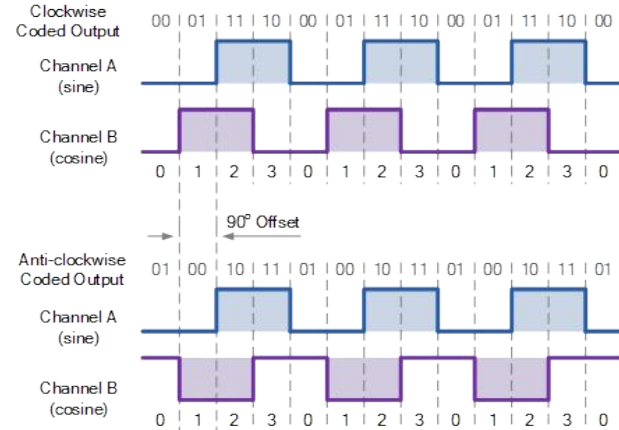 Clockwise
Coded Output
00 01 11 10 00 01 11 10 00 01 11 10 00
Channel A
(sine)
Channel B
(cosine)
0 1 2 3 0 1 2 3 0 1 2 3 0
90° Offset
Anti-clockwise
Coded Output
01 00 10 11 01 00 10 11 01 00 10 11 01
Channel A
(sine)
Channel B
(cosine)
0 1 2 3 0 1 2 3 0 1 2 3 0